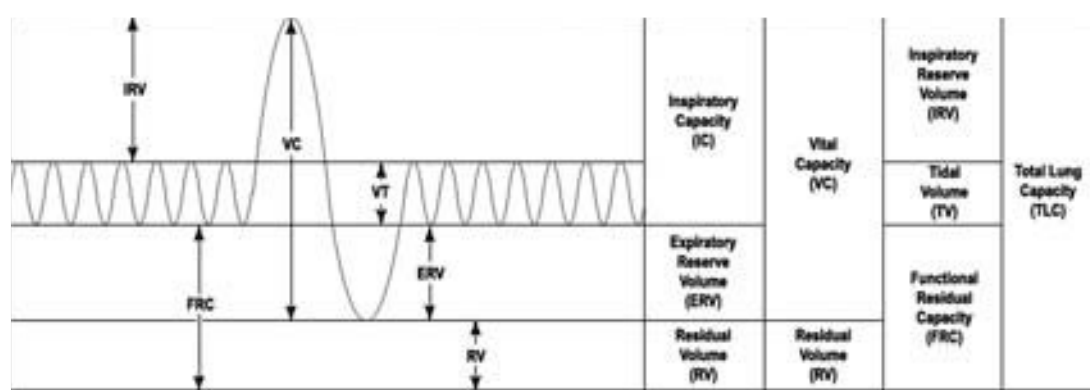 IRV
VC
VT
FRC
ERV
RV
Inspiratory
Capacity
(IC)
Expiratory
Reserve
Volume
(ERV)
Residual
Volume
(RV)
Vital
Capacity
(VC)
Residual
Volume
(RV)
Inspiratory
Reserve
Volume
(IRV)
Tidal
Volume
(TV)
Functional
Residual
Capacity
(FRC)
Total Lung
Capacity
(TLC)